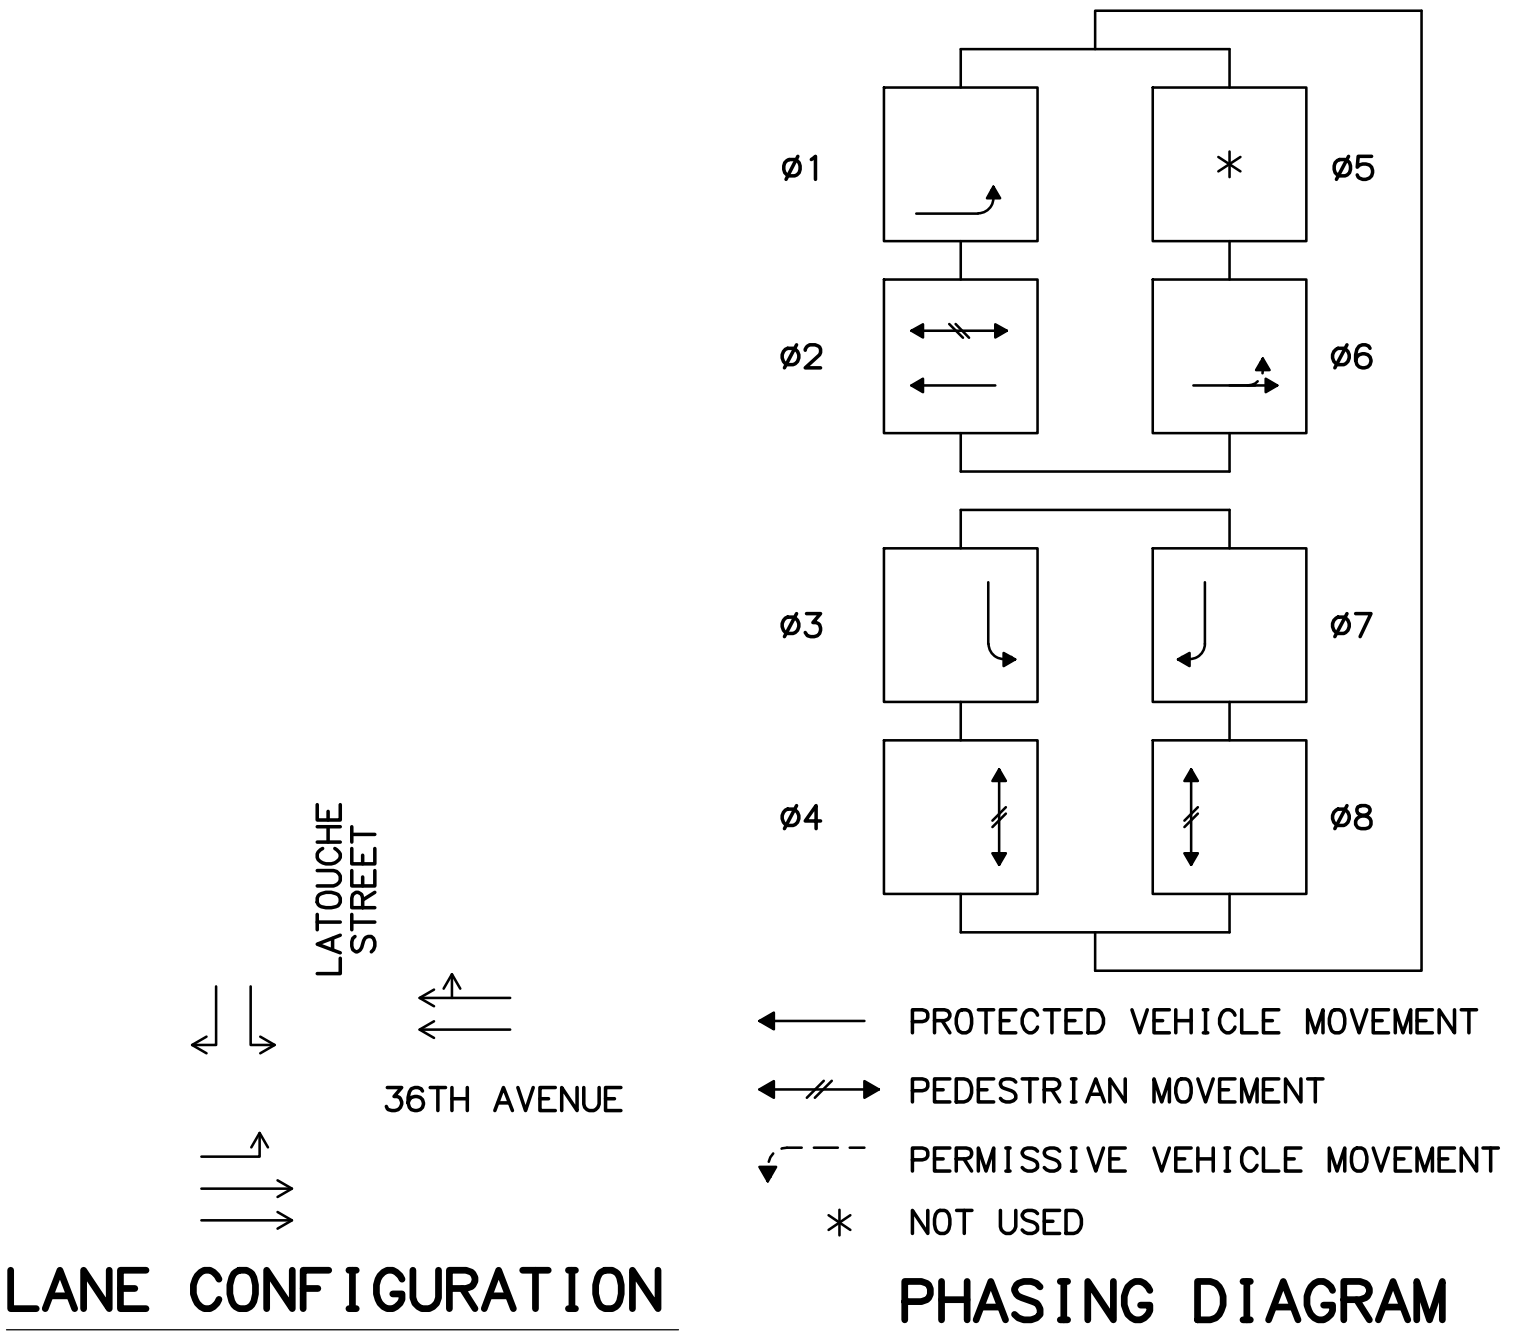 ø1
ø5
ø2
ø6
ø3
ø7
ø4
ø8
LATOUCHE
STREET
36TH AVENUE
PROTECTED VEHICLE MOVEMENT
PEDESTRIAN MOVEMENT
PERMISSIVE VEHICLE MOVEMENT
* NOT USED
LANE CONFIGURATION
PHASING DIAGRAM